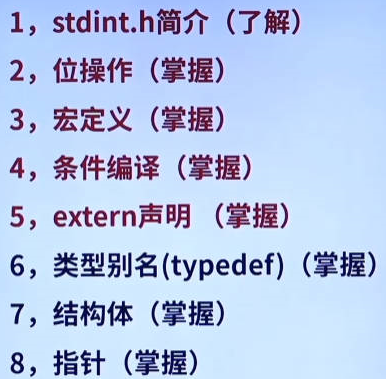 1，stdint.h简介（了解）
2，位操作（掌握）
3，宏定义（掌握）
4，条件编译（掌握）
5，extern声明 （掌握）
6，类型别名(typedef)（掌握）
7，结构体（掌握）
8，指针（掌握）